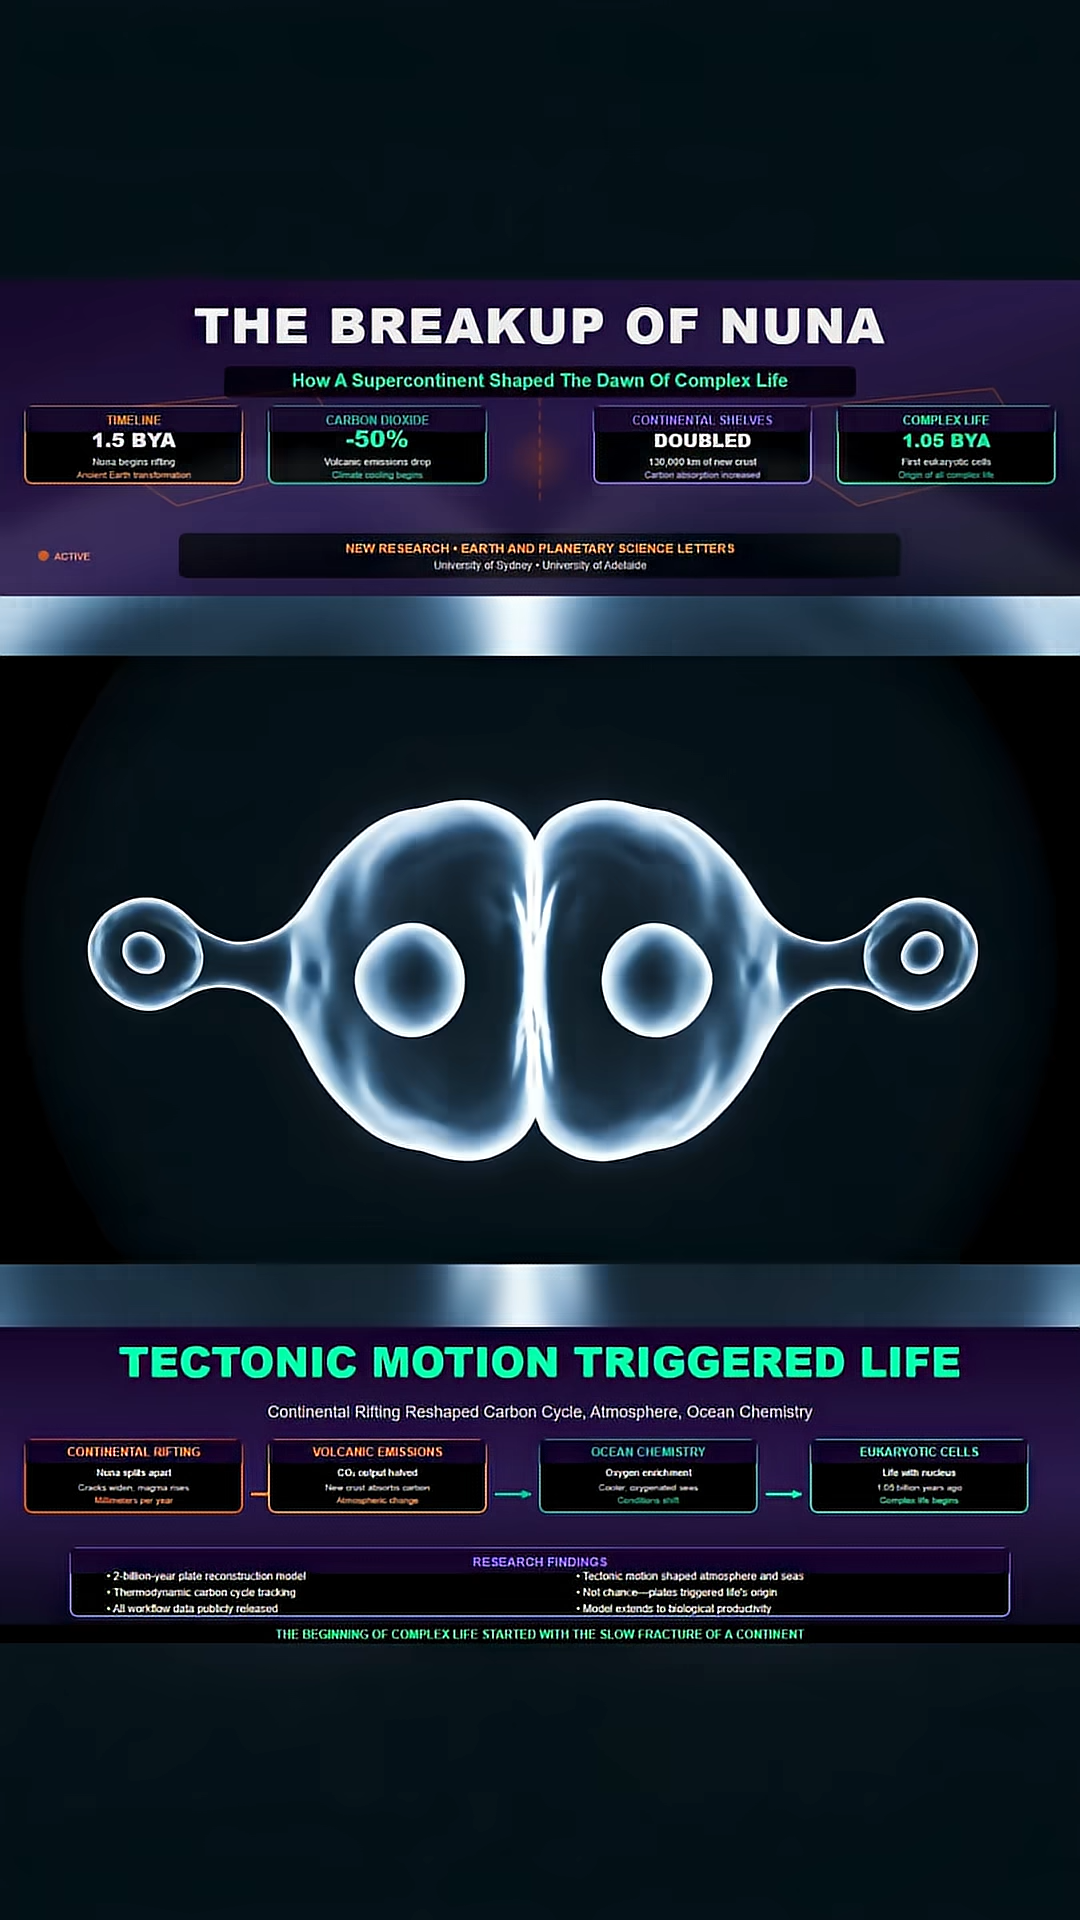 THE BREAKUP OF NUNA
How A Supercontinent Shaped The Dawn Of Complex Life
TIMELINE
1.5 BYA
Nuna begins rifting
Ancient Earth transformation
CARBON DIOXIDE
-50%
Volcanic emissions drop
Climate cooling begins
CONTINENTAL SHELVES
DOUBLED
130,000 km of new crust
Carbon absorption increased
COMPLEX LIFE
1.05 BYA
First eukaryotic cells
Origin of all complex life
ACTIVE
NEW RESEARCH • EARTH AND PLANETARY SCIENCE LETTERS
University of Sydney • University of Adelaide
TECTONIC MOTION TRIGGERED LIFE
Continental Rifting Reshaped Carbon Cycle, Atmosphere, Ocean Chemistry
CONTINENTAL RIFTING
Nuna splits apart
Cracks widen, magma rises
Millimeters per year
VOLCANIC EMISSIONS
CO₂ output halved
New crust absorbs carbon
Atmospheric change
OCEAN CHEMISTRY
Oxygen enrichment
Cooler, oxygenated seas
Conditions shift
EUKARYOTIC CELLS
Life with nucleus
1.05 billion years ago
Complex life begins
RESEARCH FINDINGS
• 2-billion-year plate reconstruction model
• Thermodynamic carbon cycle tracking
• All workflow data publicly released
• Tectonic motion shaped atmosphere and seas
• Not chance—plates triggered life's origin
• Model extends to biological productivity
THE BEGINNING OF COMPLEX LIFE STARTED WITH THE SLOW FRACTURE OF A CONTINENT